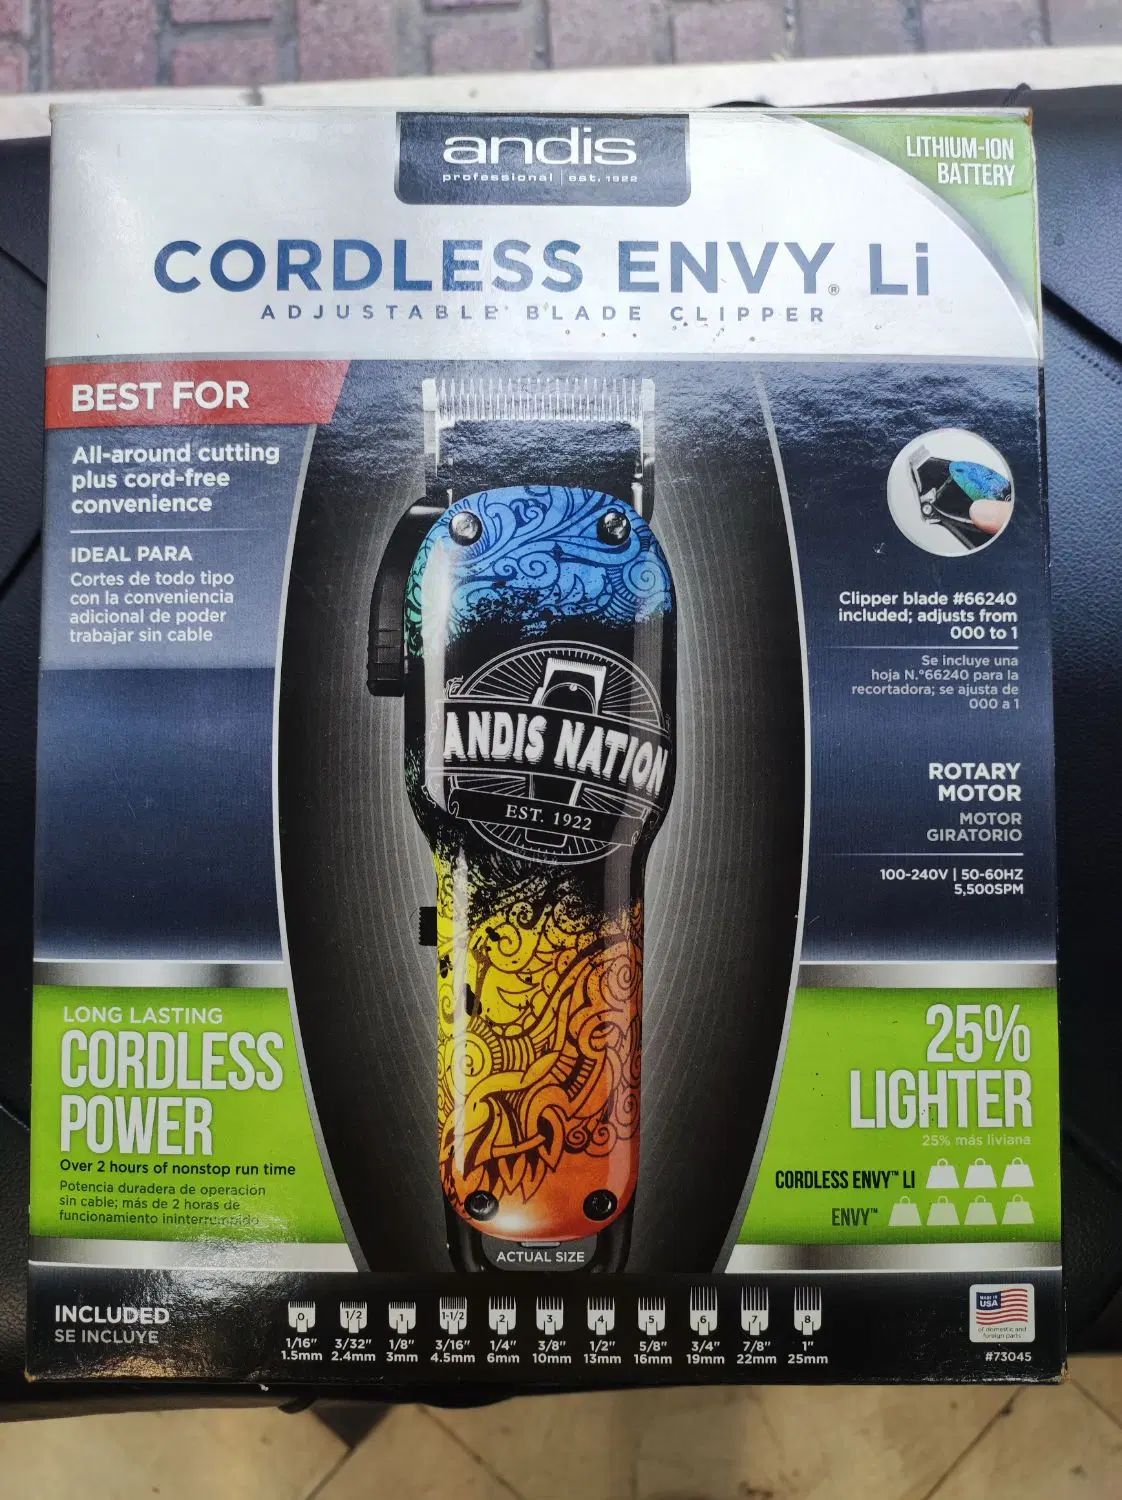 andis
professional | est. 1922
LITHIUM-ION
BATTERY
CORDLESS ENVY® Li
ADJUSTABLE BLADE CLIPPER
BEST FOR
All-around cutting
plus cord-free
convenience
IDEAL PARA
Cortes de todo tipo
con la conveniencia
adicional de poder
trabajar sin cable
ANDIS NATION
EST. 1922
Clipper blade #66240
included; adjusts from
000 to 1
Se incluye una
hoja N.º66240 para la
recortadora; se ajusta de
000 a 1
ROTARY
MOTOR
MOTOR
GIRATORIO
100-240V | 50-60HZ
5,500SPM
LONG LASTING
CORDLESS
POWER
Over 2 hours of nonstop run time
Potencia duradera de operacion
sin cable; más de 2 horas de
funcionamiento ininterrumpido
25%
LIGHTER
25% más liviana
CORDLESS ENVY™ LI
ENVY™
ACTUAL SIZE
INCLUDED
SE INCLUYE
0 1/2 1 1-1/2 2 3 4 5 6 7 8
1/16" 3/32" 1/8" 3/16" 1/4" 3/8" 1/2" 5/8" 3/4" 7/8" 1"
1.5mm 2.4mm 3mm 4.5mm 6mm 10mm 13mm 16mm 19mm 22mm 25mm
MADE IN
USA
of domestic and
foreign parts
#73045